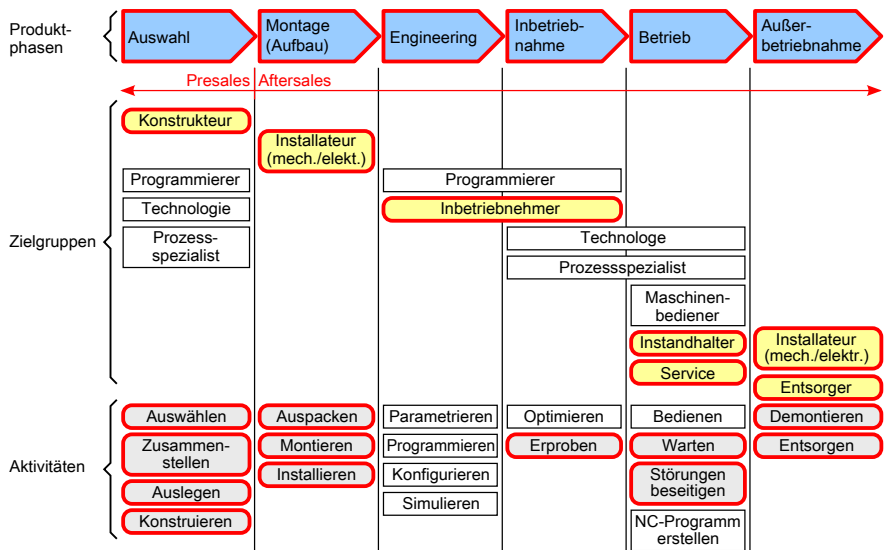 Produkt-
phasen
Auswahl
Montage
(Aufbau)
Engineering
Inbetrieb-
nahme
Betrieb
Außer-
betriebnahme
Presales
Aftersales
Zielgruppen
Konstrukteur
Installateur
(mech./elekt.)
Programmierer
Programmierer
Technologie
Inbetriebnehmer
Prozess-
spezialist
Technologe
Prozessspezialist
Maschinen-
bediener
Instandhalter
Installateur
(mech./elektr.)
Service
Entsorger
Aktivitäten
Auswählen
Auspacken
Parametrieren
Optimieren
Bedienen
Demontieren
Zusammen-
stellen
Montieren
Programmieren
Erproben
Warten
Entsorgen
Installieren
Konfigurieren
Störungen
beseitigen
Auslegen
Simulieren
Konstruieren
NC-Programm
erstellen